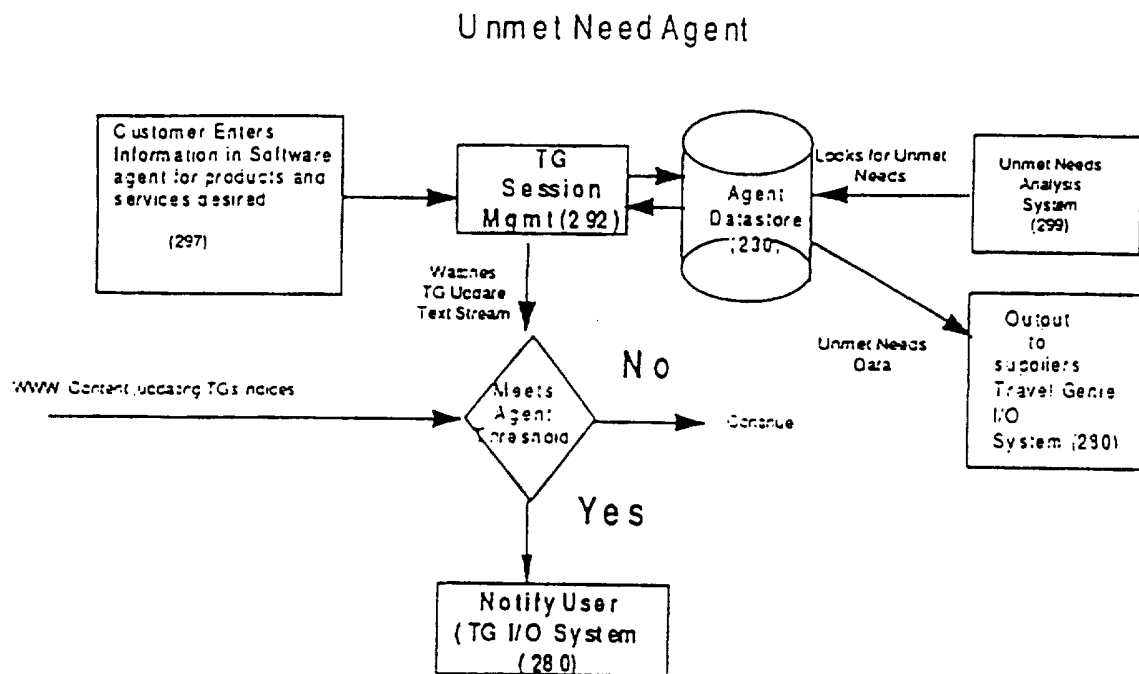 Unmet Need Agent
Customer Enters
Information in Software
agent for products and
services desired
(297)
TG
Session
Mgmt (292)
Agent
Datastore
(230)
Looks for Unmet
Needs
Unmet Needs
Analysis
System
(299)
Watches
TG Update
Text Stream
Unmet Needs
Data
Output
to
suppliers
Travel Genre
I/O
System (280)
WWW Content updating TGs indices
Meets
Agent
Threshold
No
Continue
Yes
Notify User
(TG I/O System
(280)